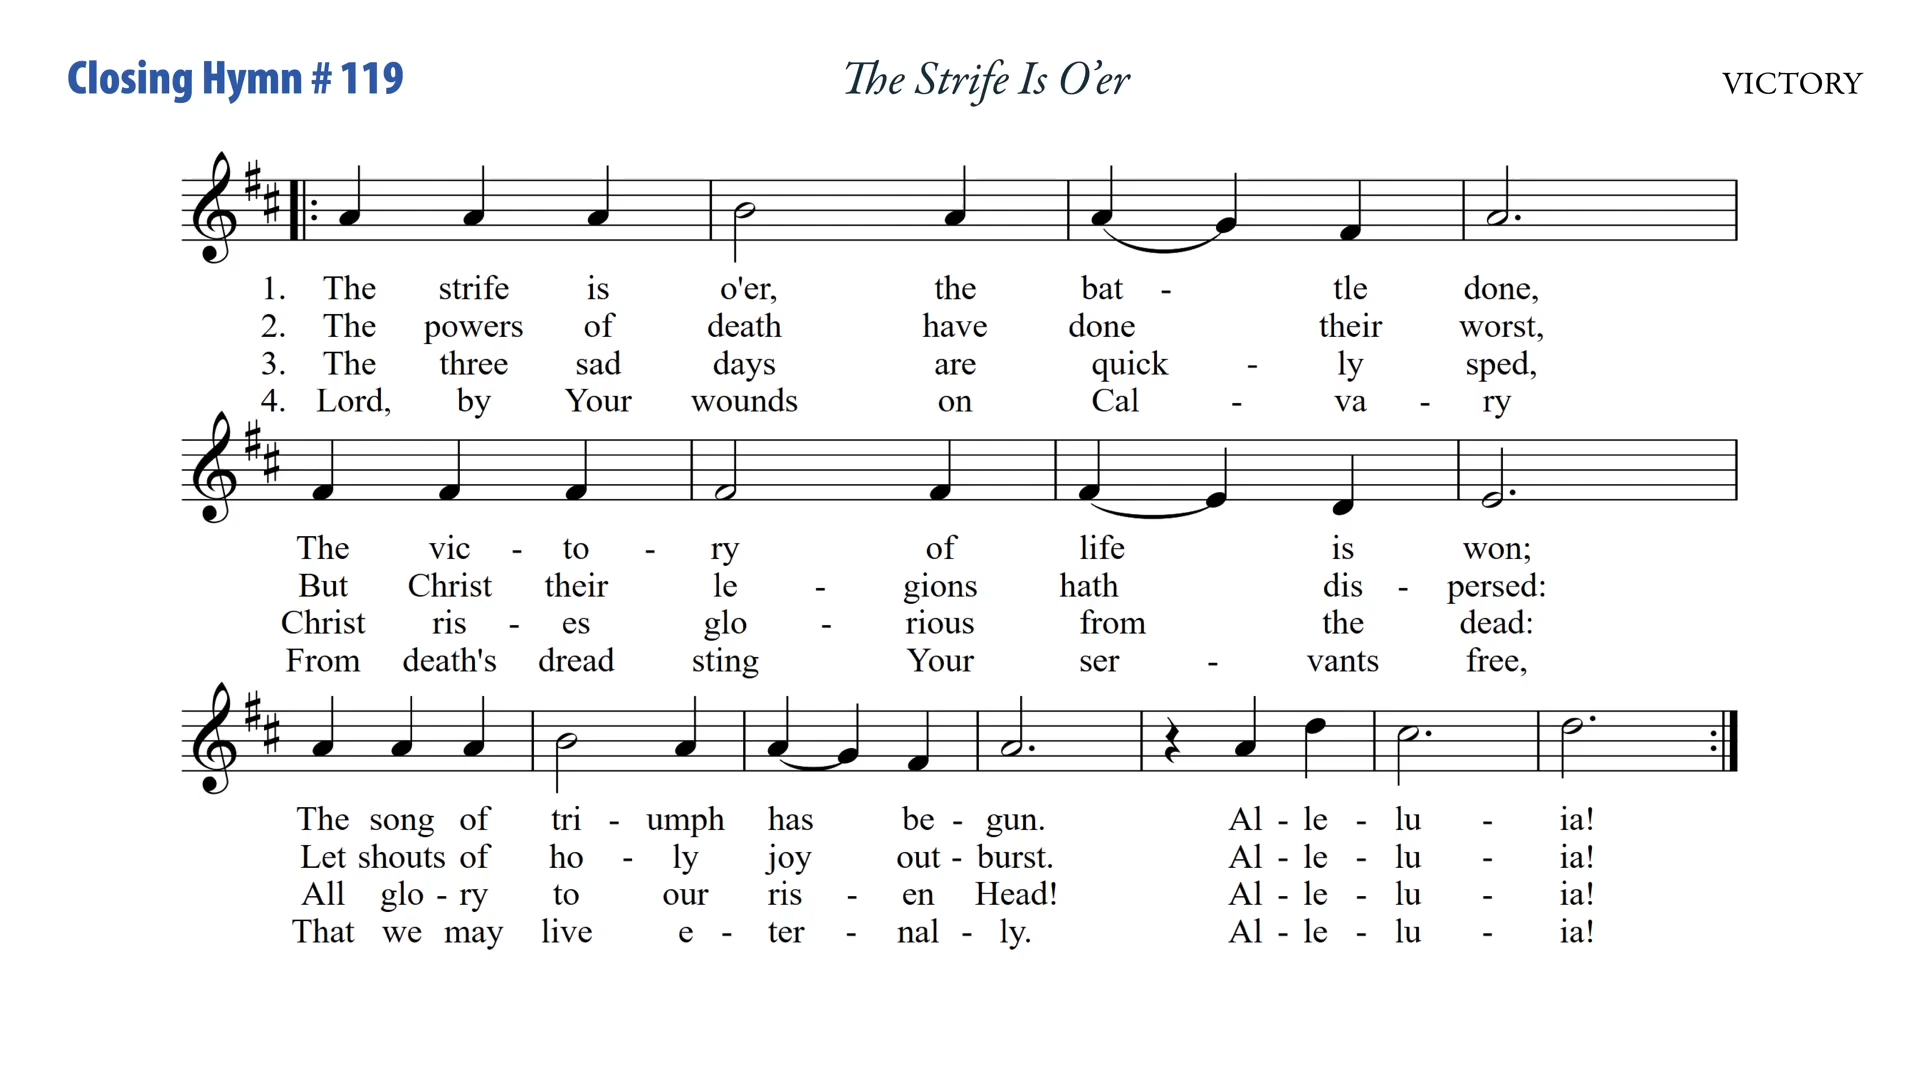 Closing Hymn # 119
The Strife Is O’er
VICTORY
1. The strife is o'er, the bat - tle done,
2. The powers of death have done their worst,
3. The three sad days are quick - ly sped,
4. Lord, by Your wounds on Cal - va - ry
The vic - to - ry of life is won;
But Christ their le - gions hath dis - persed:
Christ ris - es glo - rious from the dead:
From death's dread sting Your ser - vants free,
The song of tri - umph has be - gun. Al - le - lu - ia!
Let shouts of ho - ly joy out - burst. Al - le - lu - ia!
All glo - ry to our ris - en Head! Al - le - lu - ia!
That we may live e - ter - nal - ly. Al - le - lu - ia!